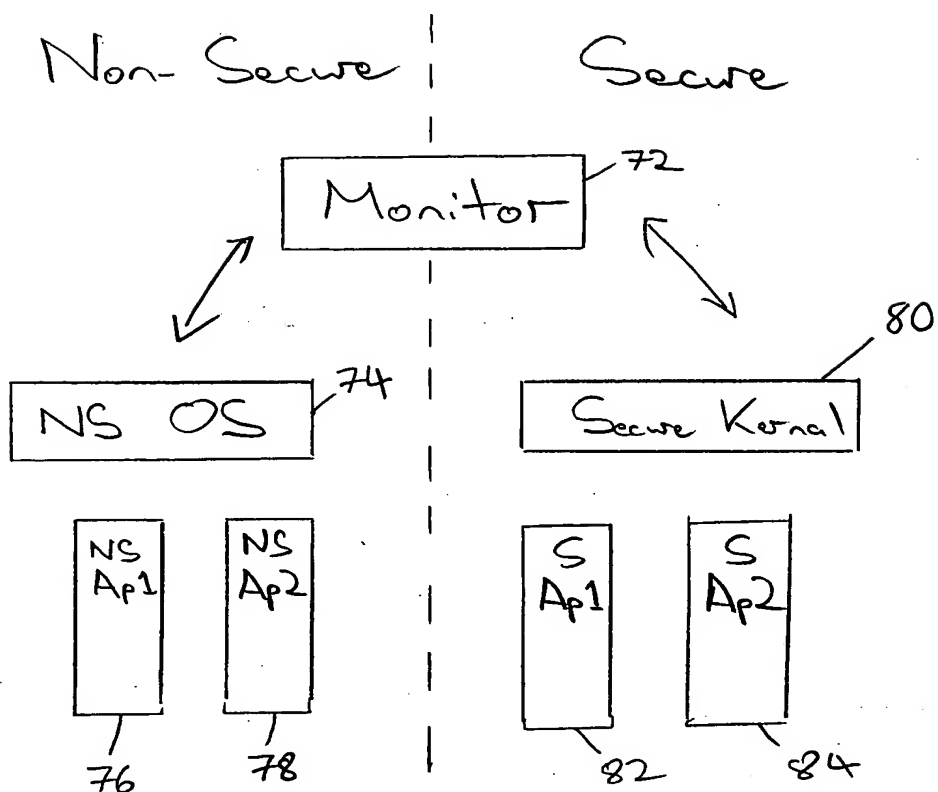 Non-Secure Secure
72
Monitor
80
74
NS OS
Secure Kernal
NS
Ap1
NS
Ap2
S
Ap1
S
Ap2
76
78
82
84